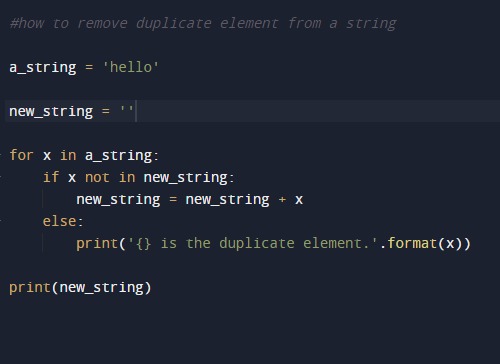 #how to remove duplicate element from a string
a_string = 'hello'
new_string = ''
for x in a_string:
    if x not in new_string:
        new_string = new_string + x
    else:
        print('{} is the duplicate element.'.format(x))
print(new_string)